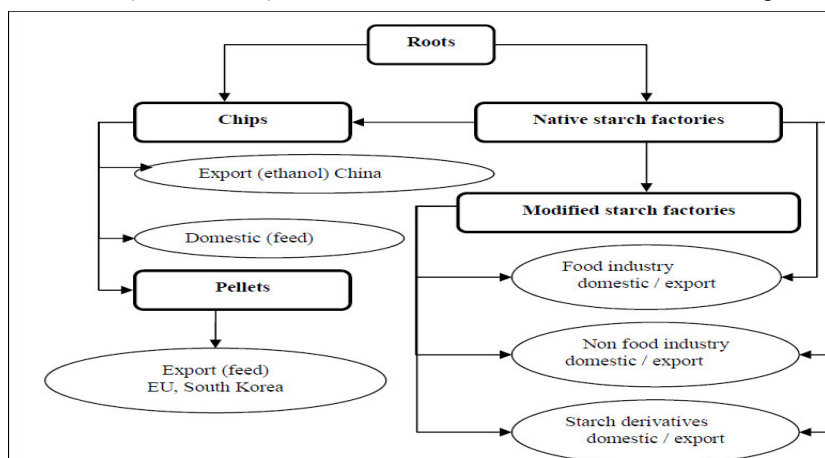 Roots
Chips
Native starch factories
Export (ethanol) China
Modified starch factories
Domestic (feed)
Food industry
domestic / export
Pellets
Non food industry
domestic / export
Export (feed)
EU, South Korea
Starch derivatives
domestic / export